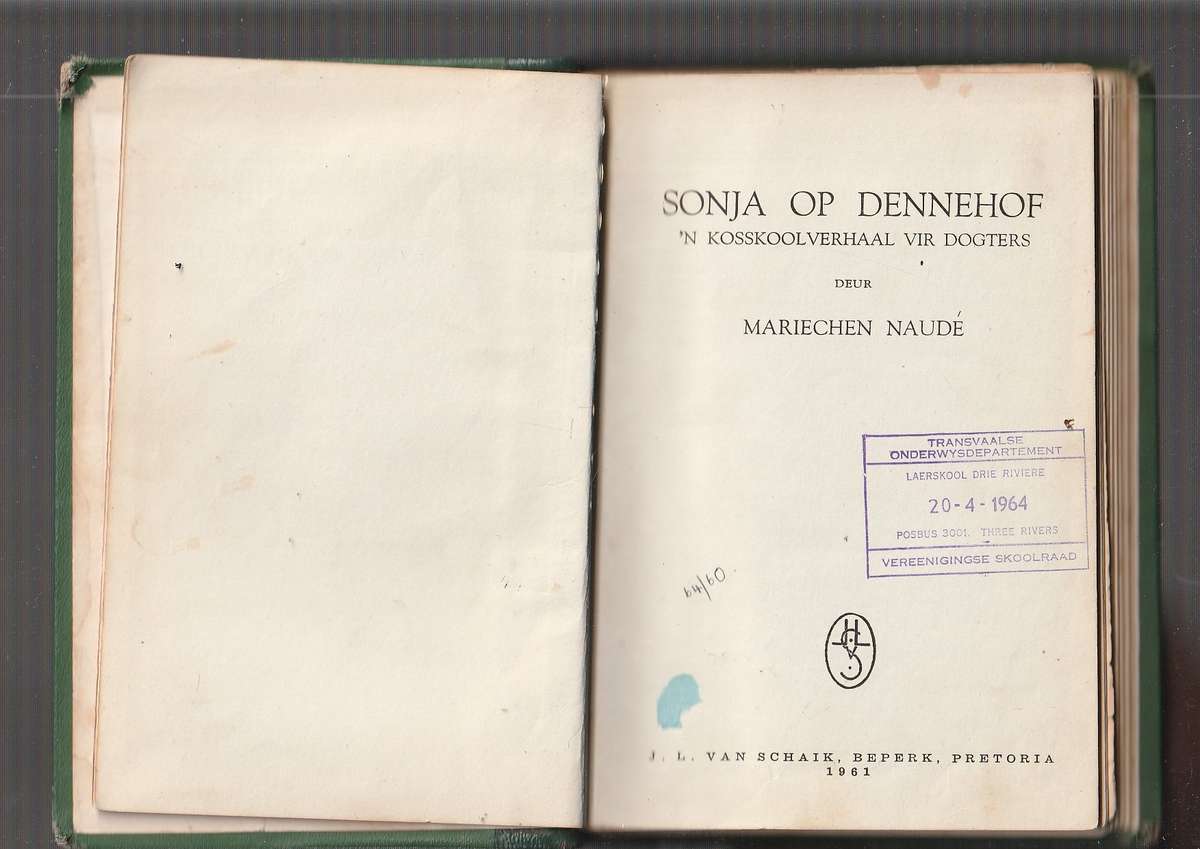 SONJA OP DENNEHOF
'N KOSSKOOLVERHAAL VIR DOGTERS
DEUR
MARIECHEN NAUDÉ
TRANSVAALSE
ONDERWYSDEPARTEMENT
LAERSKOOL DRIE RIVIERE
20-4-1964
POSBUS 3001. THREE RIVERS
VEREENIGINGSE SKOOLRAAD
64/60
J. L. VAN SCHAIK, BEPERK, PRETORIA
1961